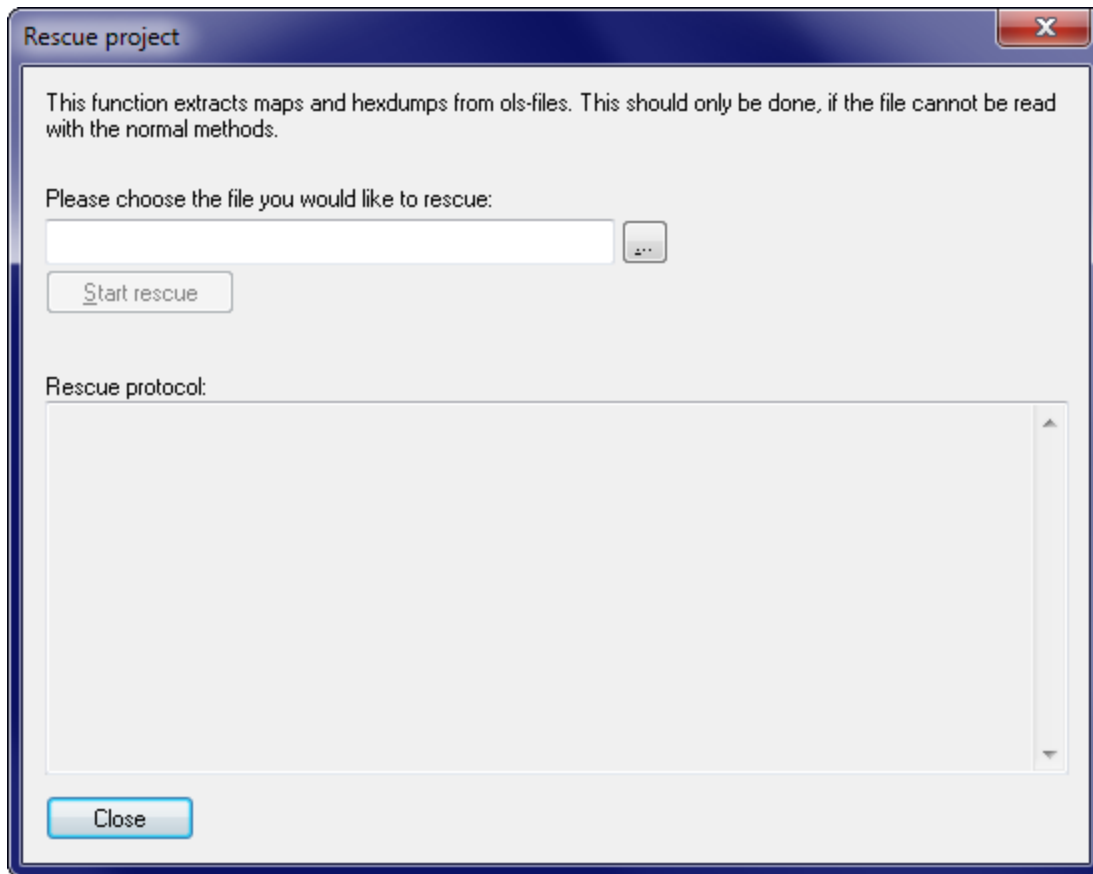 Rescue project
This function extracts maps and hexdumps from ols-files. This should only be done, if the file cannot be read
with the normal methods.
Please choose the file you would like to rescue:
...
Start rescue
Rescue protocol:
Close